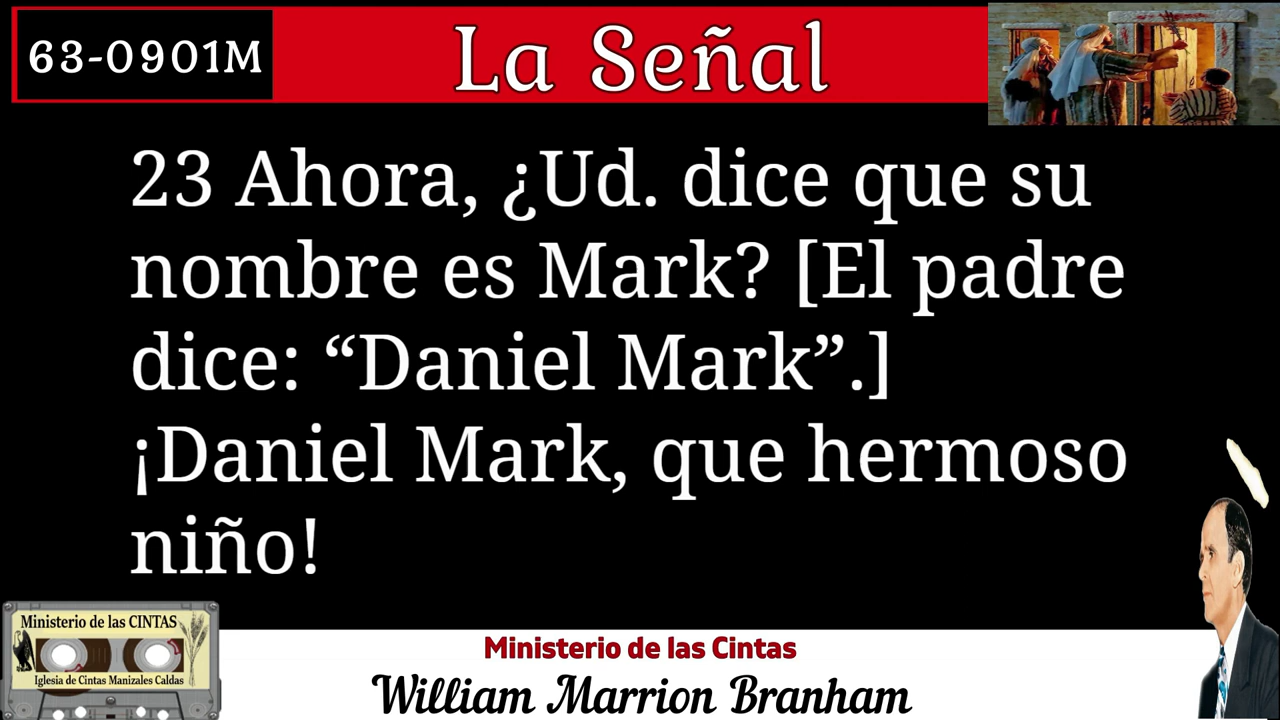 63-0901M
La Señal
23 Ahora, ¿Ud. dice que su
nombre es Mark? [El padre
dice: “Daniel Mark”.]
¡Daniel Mark, que hermoso
niño!
Ministerio de las CINTAS
Iglesia de Cintas Manizales Caldas
Ministerio de las Cintas
William Marrion Branham